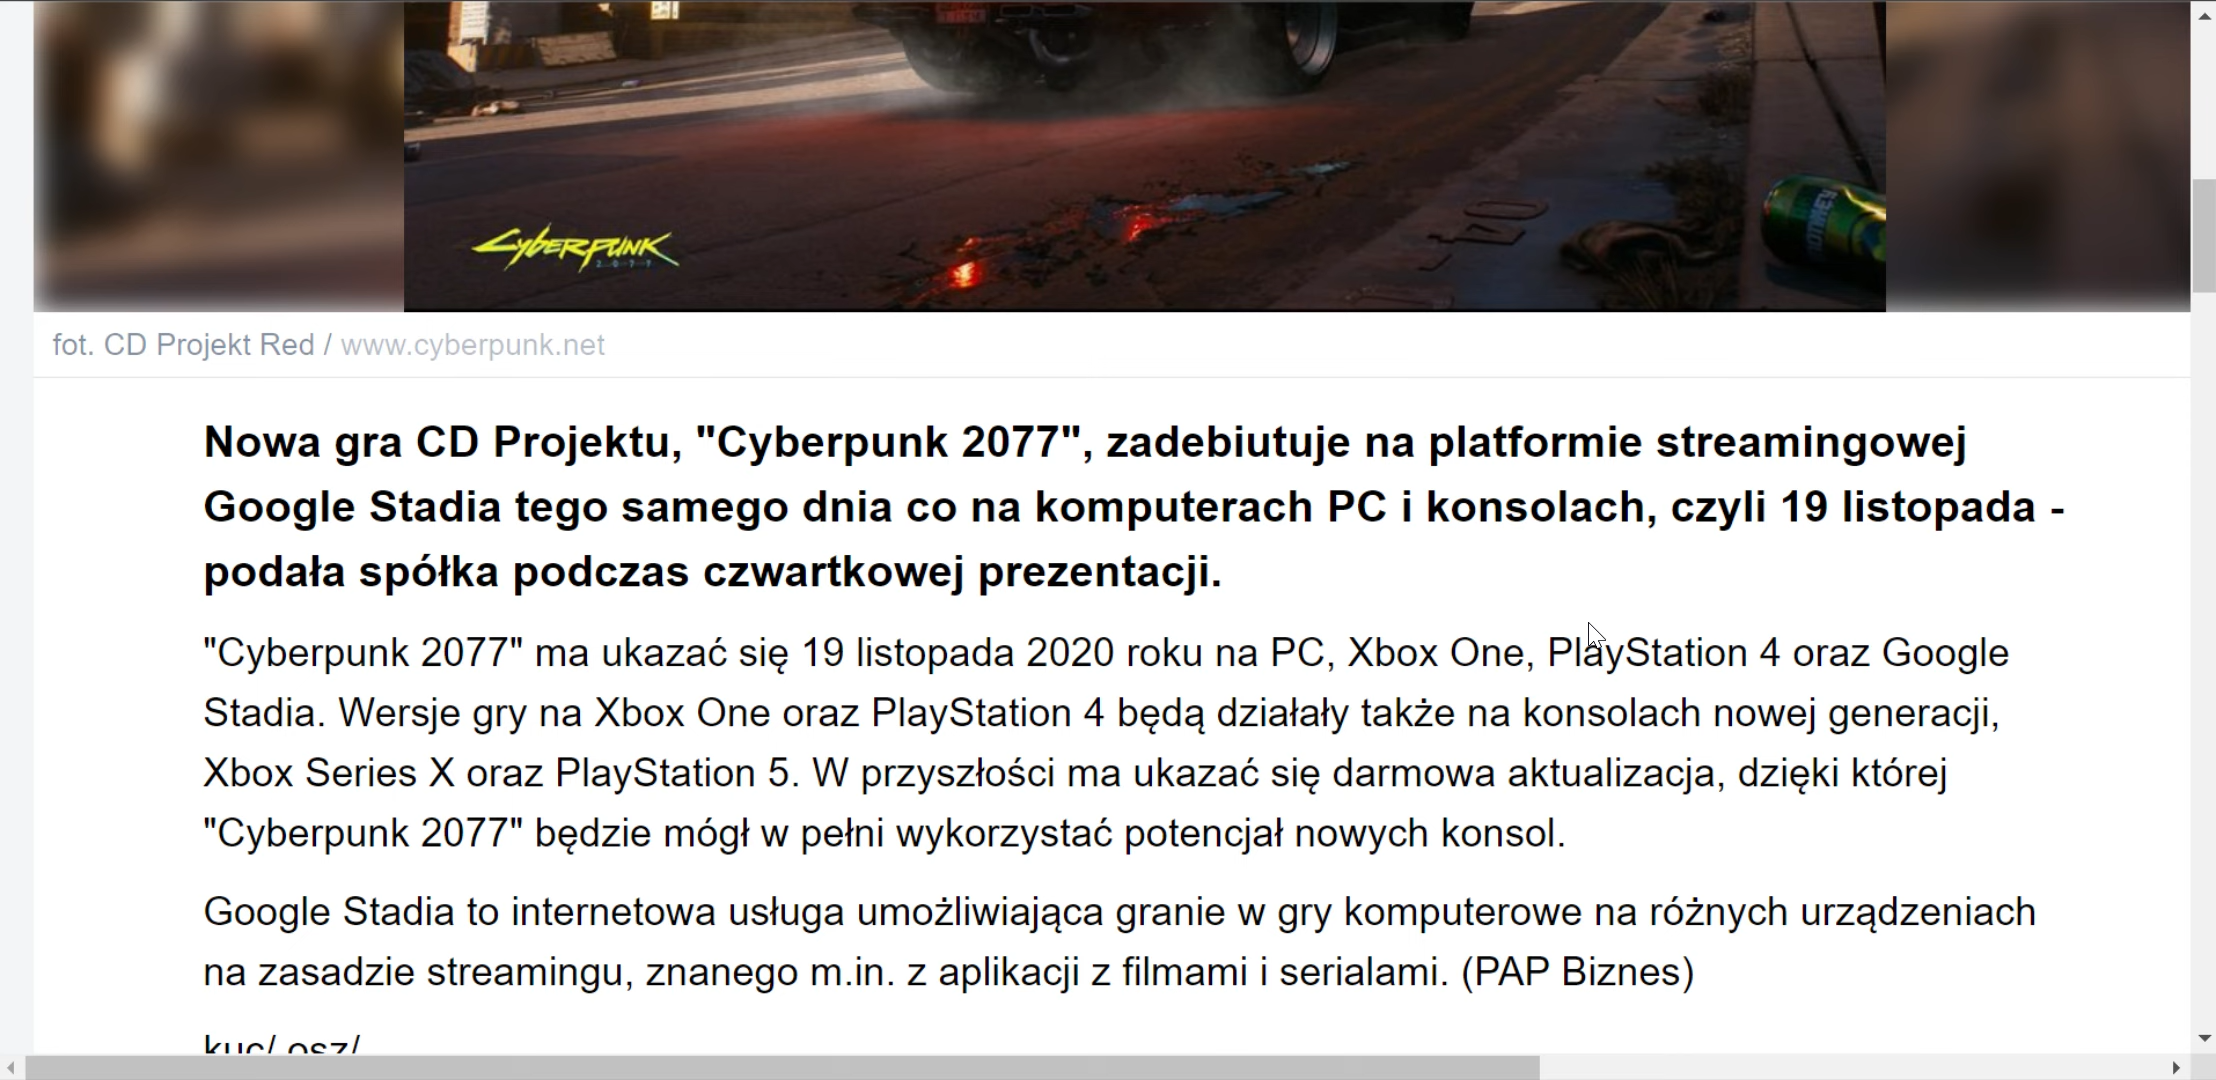 CYBERPUNK
2077
fot. CD Projekt Red / www.cyberpunk.net
Nowa gra CD Projektu, "Cyberpunk 2077", zadebiutuje na platformie streamingowej
Google Stadia tego samego dnia co na komputerach PC i konsolach, czyli 19 listopada -
podała spółka podczas czwartkowej prezentacji.
"Cyberpunk 2077" ma ukazać się 19 listopada 2020 roku na PC, Xbox One, PlayStation 4 oraz Google
Stadia. Wersje gry na Xbox One oraz PlayStation 4 będą działały także na konsolach nowej generacji,
Xbox Series X oraz PlayStation 5. W przyszłości ma ukazać się darmowa aktualizacja, dzięki której
"Cyberpunk 2077" będzie mógł w pełni wykorzystać potencjał nowych konsol.
Google Stadia to internetowa usługa umożliwiająca granie w gry komputerowe na różnych urządzeniach
na zasadzie streamingu, znanego m.in. z aplikacji z filmami i serialami. (PAP Biznes)
kuc/ osz/